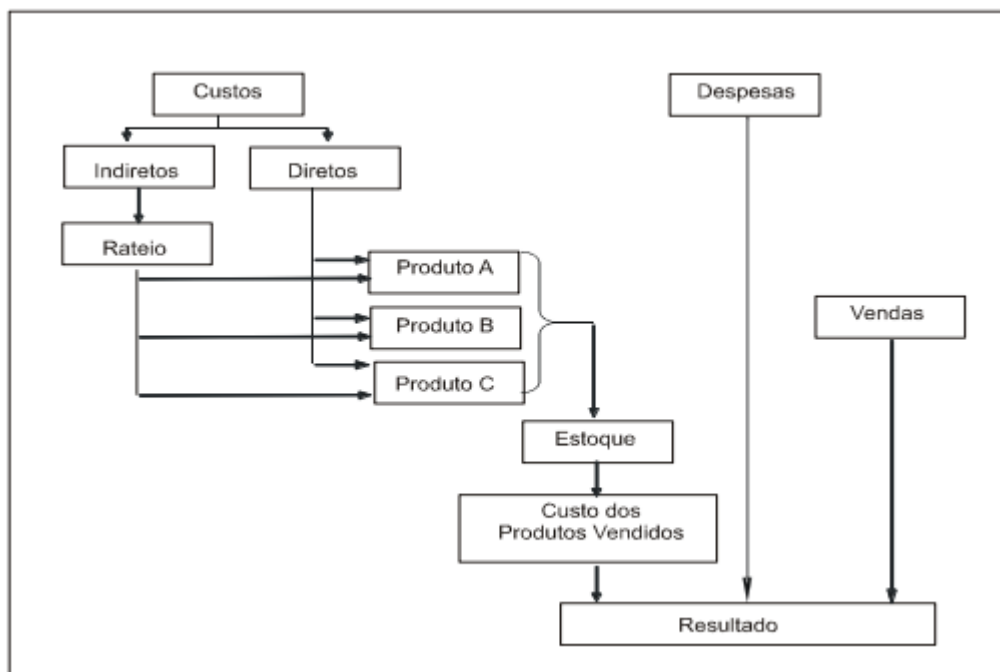 Custos
Despesas
Indiretos
Diretos
Rateio
Produto A
Produto B
Produto C
Vendas
Estoque
Custo dos
Produtos Vendidos
Resultado